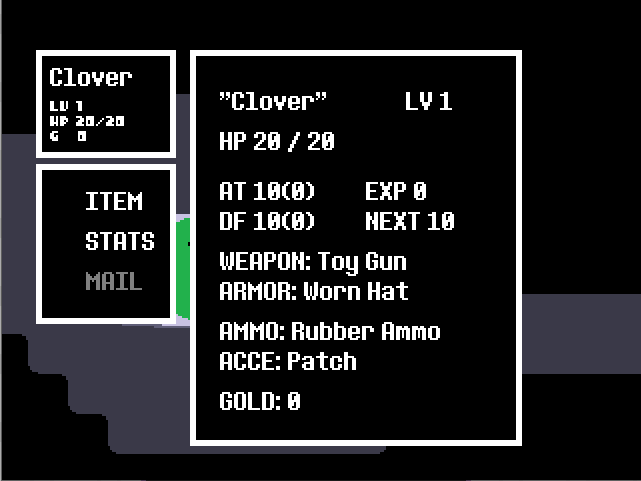 Clover
LV 1
HP 20/20
G 0
ITEM
STATS
MAIL
"Clover" LV 1
HP 20 / 20
AT 10(0) EXP 0
DF 10(0) NEXT 10
WEAPON: Toy Gun
ARMOR: Worn Hat
AMMO: Rubber Ammo
ACCE: Patch
GOLD: 0